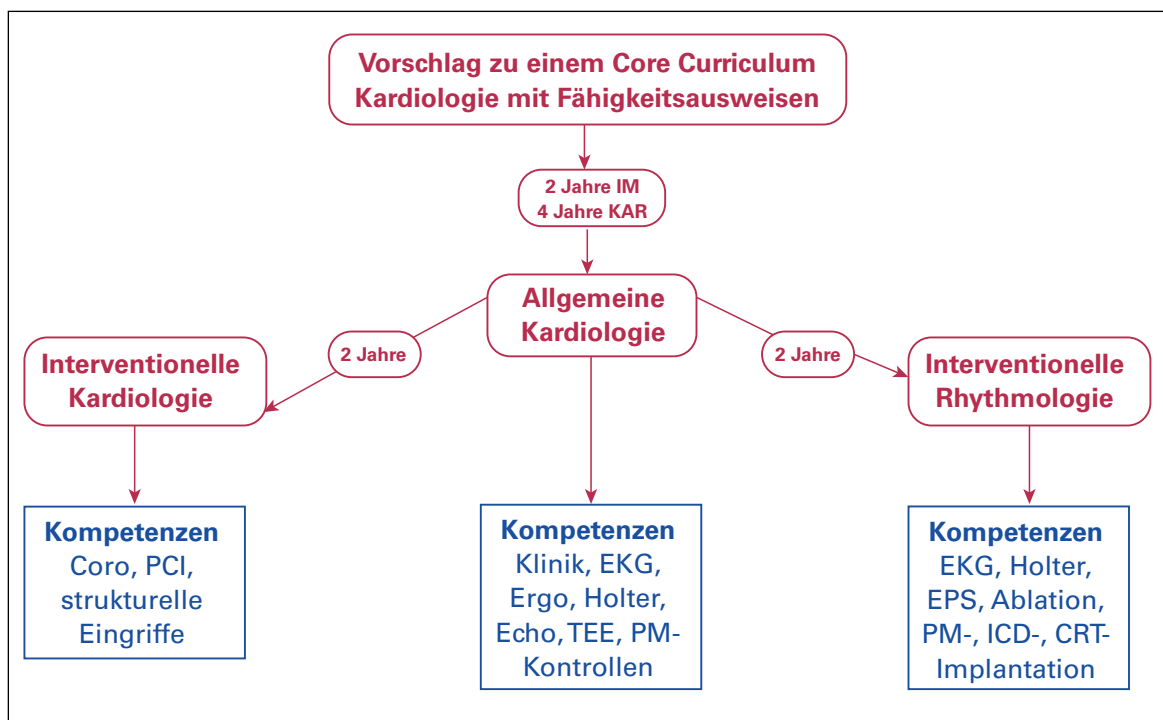 Vorschlag zu einem Core Curriculum
Kardiologie mit Fähigkeitsausweisen
2 Jahre IM
4 Jahre KAR
Allgemeine
Kardiologie
2 Jahre
2 Jahre
Interventionelle
Kardiologie
Interventionelle
Rhythmologie
Kompetenzen
Coro, PCI,
strukturelle
Eingriffe
Kompetenzen
Klinik, EKG,
Ergo, Holter,
Echo, TEE, PM-
Kontrollen
Kompetenzen
EKG, Holter,
EPS, Ablation,
PM-, ICD-, CRT-
Implantation